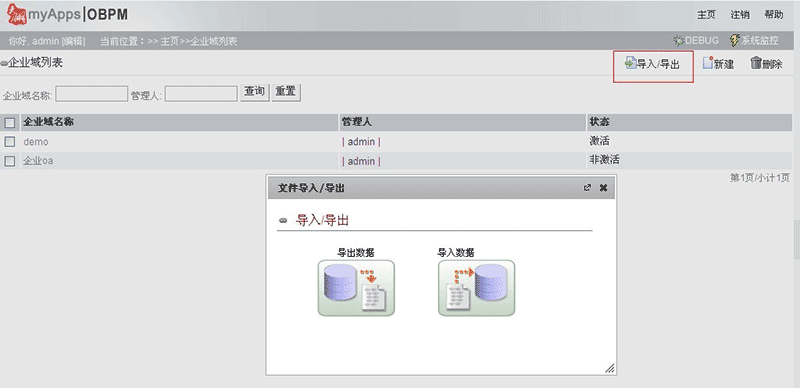 myApps|OBPM 主页 注销 帮助
你好, admin [编辑] 当前位置: >> 主页>>企业域列表 DEBUG 系统监控
企业域列表 导入/导出 新建 删除
企业域名称: 管理人: 查询 重置
企业域名称 管理人 状态
demo | admin | 激活
企业oa | admin | 非激活
第1页/小计1页
文件导入/导出
导入/导出
导出数据 导入数据